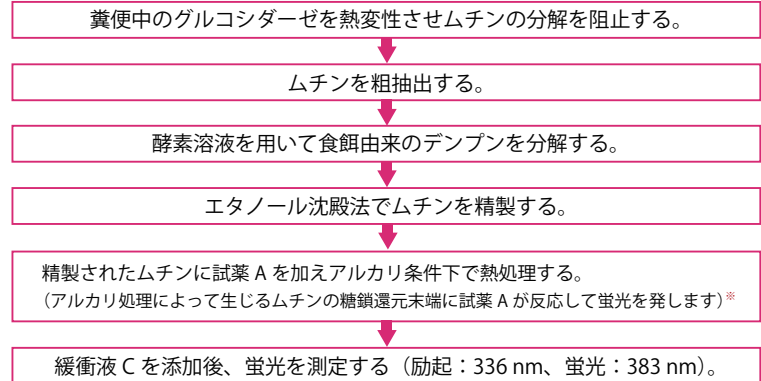 糞便中のグルコシダーゼを熱変性させムチンの分解を阻止する。
ムチンを粗抽出する。
酵素溶液を用いて食餌由来のデンプンを分解する。
エタノール沈殿法でムチンを精製する。
精製されたムチンに試薬 A を加えアルカリ条件下で熱処理する。
（アルカリ処理によって生じるムチンの糖鎖還元末端に試薬 A が反応して蛍光を発します）※
緩衝液 C を添加後、蛍光を測定する（励起：336 nm、蛍光：383 nm）。